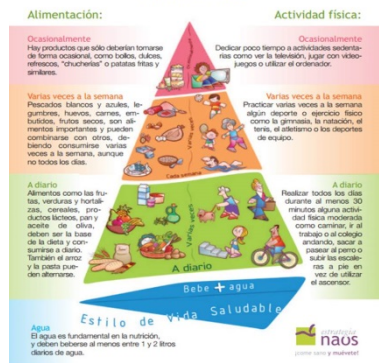 Alimentación:
Ocasionalmente
Hay productos que sólo deberían tomarse
de forma ocasional, como bollos, dulces,
refrescos, "chucherías" o patatas fritas y
similares.
Varias veces a la semana
Pescados blancos y azules, le-
gumbres, huevos, carnes, em-
butidos, frutos secos, son ali-
mentos importantes y pueden
combinarse con otros, de-
biendo consumirse varias
veces a la semana, aunque
no todos los días.
A diario
Alimentos como las fru-
tas, verduras y hortali-
zas, cereales, pro-
ductos lácteos, pan y
aceite de oliva,
deben ser la base
de la dieta y con-
sumirse a diario.
También el arroz
y la pasta pue-
den alternarse.
Agua
El agua es fundamental en la nutrición,
y deben beberse al menos entre 1 y 2 litros
diarios de agua.
Actividad física:
Ocasionalmente
Dedicar poco tiempo a actividades sedenta-
rias como ver la televisión, jugar con video-
juegos o utilizar el ordenador.
Varias veces a la semana
Practicar varias veces a la semana
algún deporte o ejercicio físico
como la gimnasia, la natación, el
tenis, el atletismo o los deportes
de equipo.
A diario
Realizar todos los días
durante al menos 30
minutos alguna activi-
dad física moderada
como caminar, ir al
trabajo o al colegio
andando, sacar a
pasear al perro o
subir las escale-
ras a pie en
vez de utilizar
el ascensor.
Cada semana
Varias veces
A diario
Bebe + agua
Estilo de Vida Saludable
estrategia
naos
¡come sano y muévete!